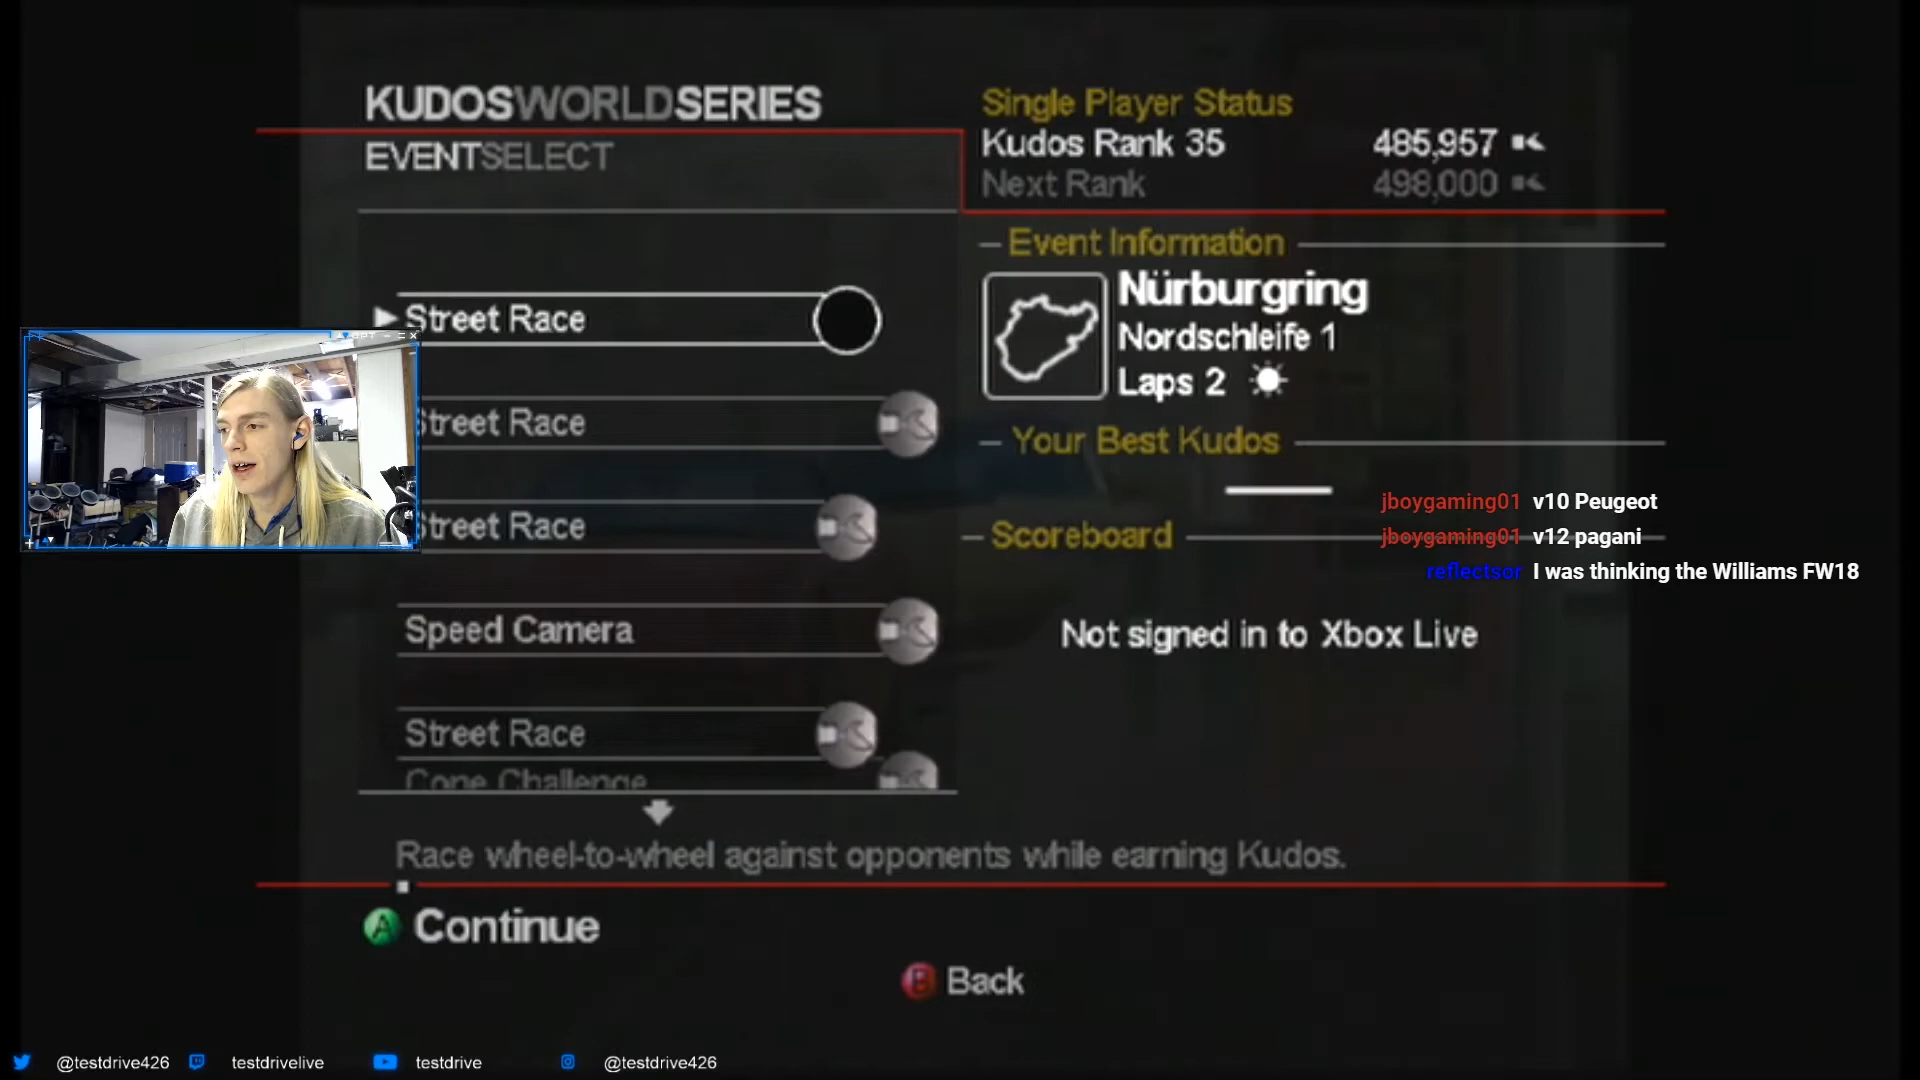 KUDOSWORLDSERIES
EVENTSELECT
Single Player Status
Kudos Rank 35 485,957
Next Rank 498,000
Street Race
Street Race
Street Race
Speed Camera
Street Race
Cone Challenge
Event Information
Nürburgring
Nordschleife 1
Laps 2
Your Best Kudos
Scoreboard
Not signed in to Xbox Live
jboygaming01 v10 Peugeot
jboygaming01 v12 pagani
reflectsor I was thinking the Williams FW18
Race wheel-to-wheel against opponents while earning Kudos.
A Continue
B Back
@testdrive426 testdrivelive testdrive @testdrive426